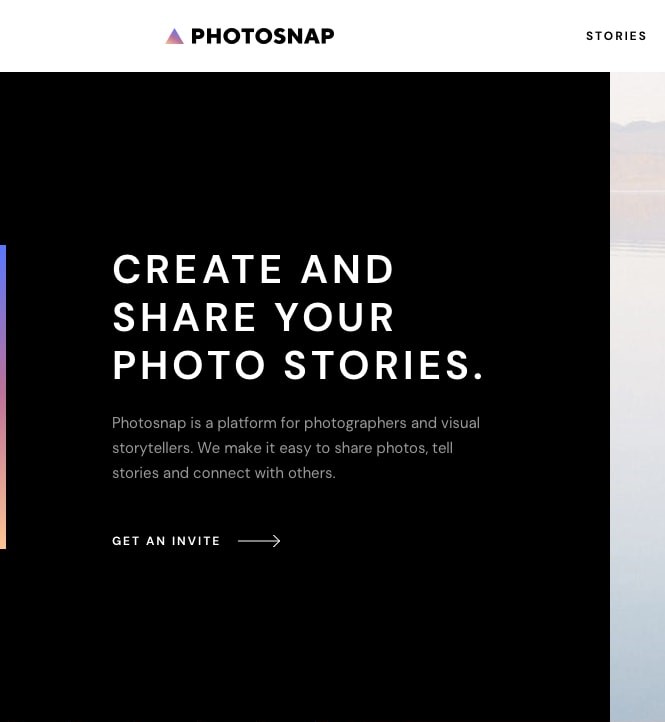 PHOTOSNAP
STORIES
CREATE AND
SHARE YOUR
PHOTO STORIES.
Photosnap is a platform for photographers and visual
storytellers. We make it easy to share photos, tell
stories and connect with others.
GET AN INVITE